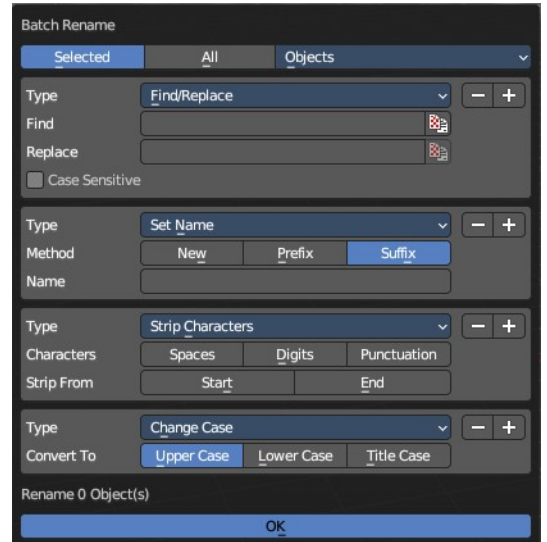 Batch Rename
Selected All Objects
Type Find/Replace − +
Find
Replace
Case Sensitive
Type Set Name − +
Method New Prefix Suffix
Name
Type Strip Characters − +
Characters Spaces Digits Punctuation
Strip From Start End
Type Change Case − +
Convert To Upper Case Lower Case Title Case
Rename 0 Object(s)
OK